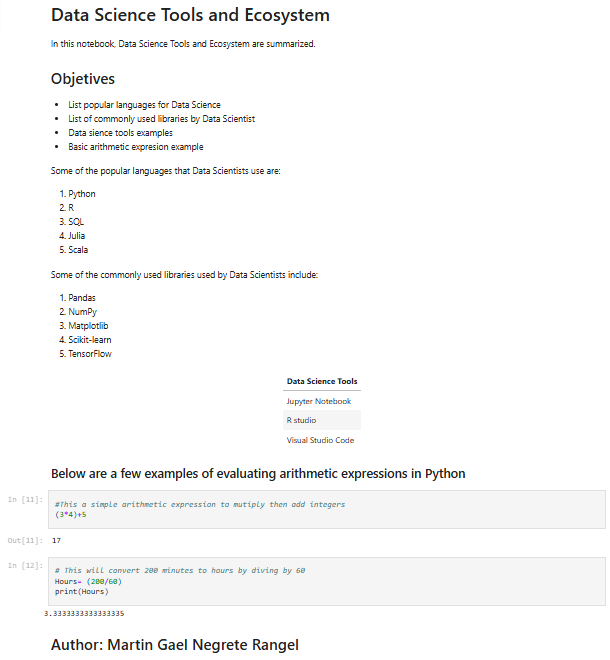 Data Science Tools and Ecosystem
In this notebook, Data Science Tools and Ecosystem are summarized.
Objetives
• List popular languages for Data Science
• List of commonly used libraries by Data Scientist
• Data sience tools examples
• Basic arithmetic expresion example
Some of the popular languages that Data Scientists use are:
1. Python
2. R
3. SQL
4. Julia
5. Scala
Some of the commonly used libraries used by Data Scientists include:
1. Pandas
2. NumPy
3. Matplotlib
4. Scikit-learn
5. TensorFlow
Data Science Tools
Jupyter Notebook
R studio
Visual Studio Code
Below are a few examples of evaluating arithmetic expressions in Python
In [11]: #This a simple arithmetic expression to mutiply then add integers
(3*4)+5
Out[11]: 17
In [12]: # This will convert 200 minutes to hours by diving by 60
Hours= (200/60)
print(Hours)
3.3333333333333335
Author: Martin Gael Negrete Rangel